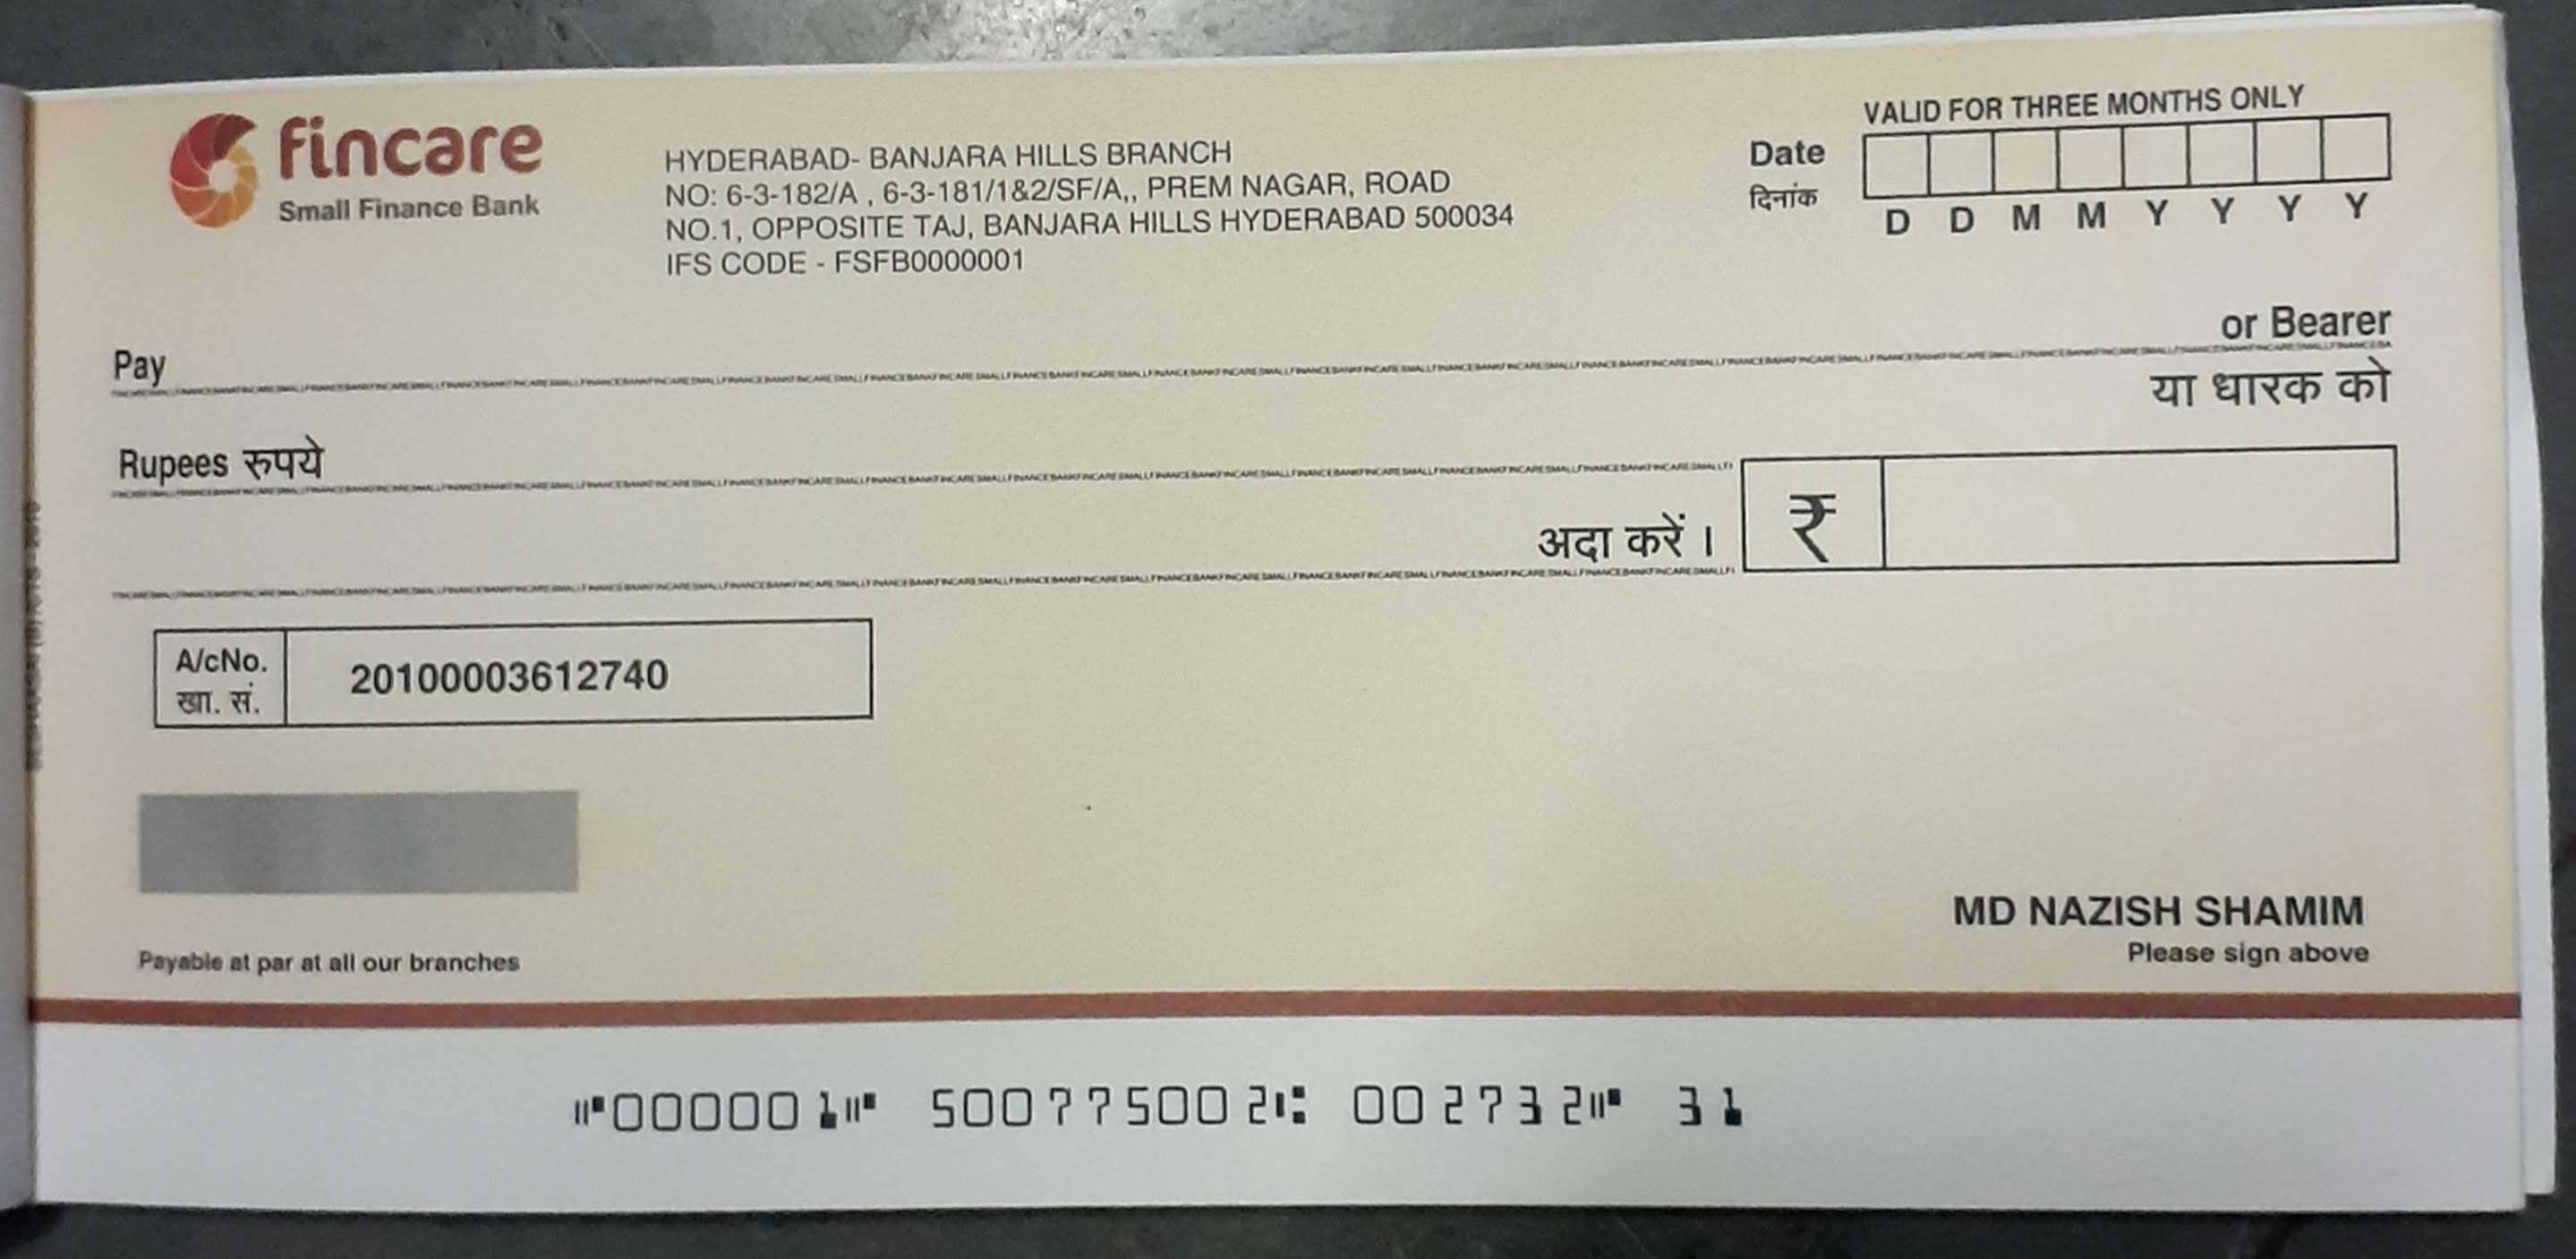 fincare
Small Finance Bank
HYDERABAD- BANJARA HILLS BRANCH
NO: 6-3-182/A , 6-3-181/1&2/SF/A,, PREM NAGAR, ROAD
NO.1, OPPOSITE TAJ, BANJARA HILLS HYDERABAD 500034
IFS CODE - FSFB0000001
VALID FOR THREE MONTHS ONLY
Date
दिनांक
D D M M Y Y Y Y
Pay
or Bearer
या धारक को
Rupees रुपये
अदा करें ।
₹
A/cNo.
खा. सं.
20100003612740
MD NAZISH SHAMIM
Please sign above
Payable at par at all our branches
⑈000001⑈ 500775002⑆ 002732⑈ 31